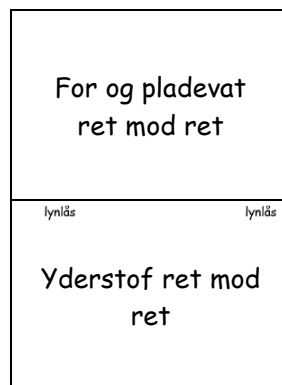 For og pladevat
ret mod ret
lynlås lynlås
Yderstof ret mod
ret